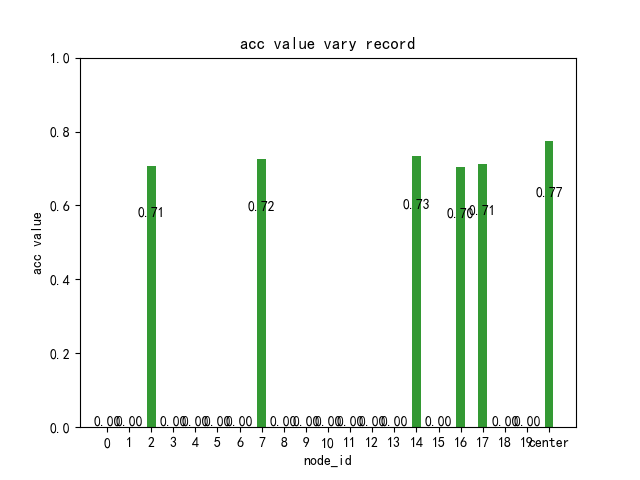 acc value vary record
1.0
0.8
0.6
0.4
0.2
0.0
acc value
0.00 0.00 0.71 0.00 0.00 0.00 0.00 0.72 0.00 0.00 0.00 0.00 0.00 0.00 0.73 0.00 0.70 0.71 0.00 0.00 0.77
0 1 2 3 4 5 6 7 8 9 10 11 12 13 14 15 16 17 18 19 center
node_id